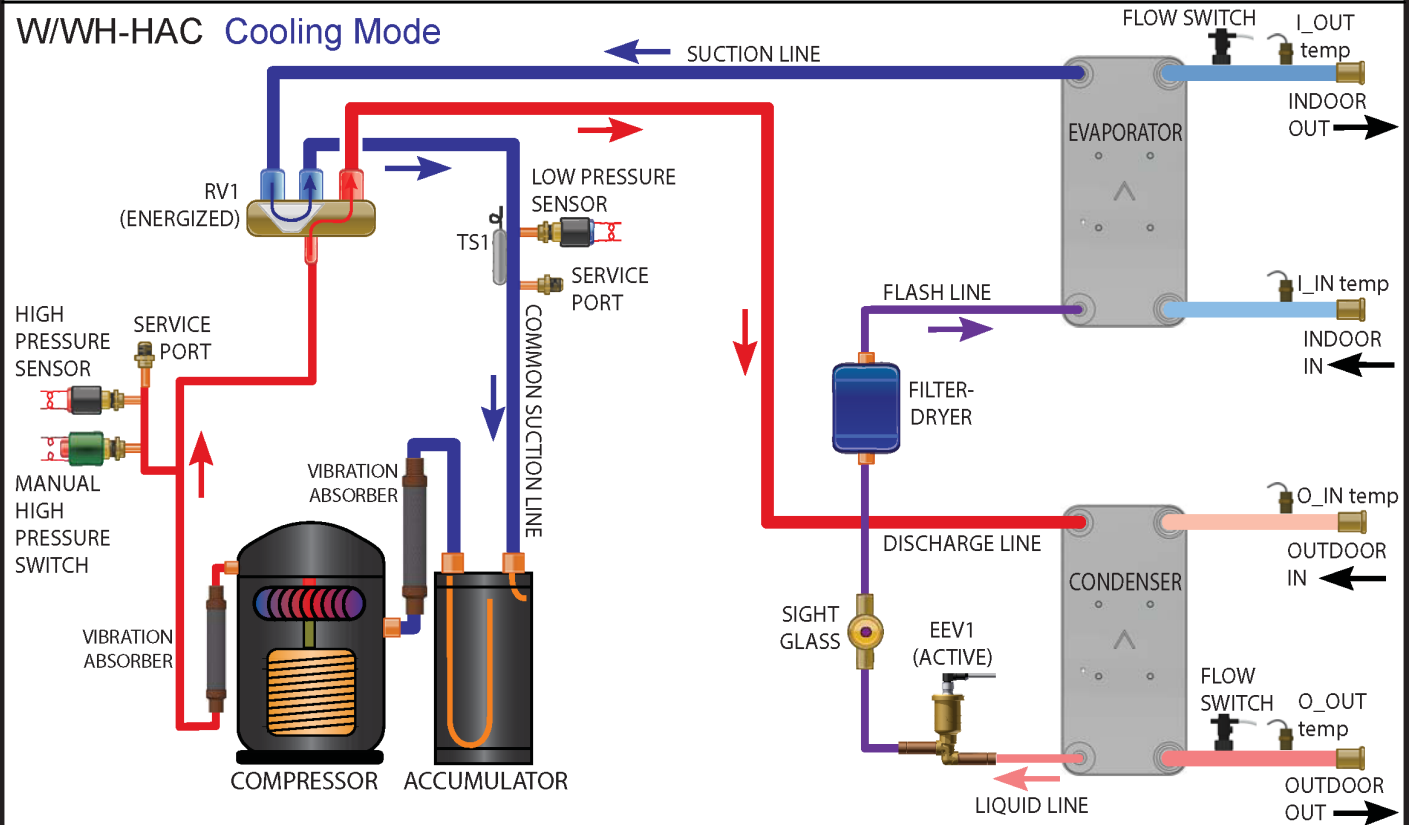 W/WH-HAC Cooling Mode
SUCTION LINE
FLOW SWITCH
I_OUT
temp
INDOOR
OUT
EVAPORATOR
RV1
(ENERGIZED)
LOW PRESSURE
SENSOR
TS1
SERVICE
PORT
COMMON SUCTION LINE
FLASH LINE
I_IN temp
INDOOR
IN
HIGH
PRESSURE
SENSOR
SERVICE
PORT
MANUAL
HIGH
PRESSURE
SWITCH
FILTER-
DRYER
VIBRATION
ABSORBER
O_IN temp
OUTDOOR
IN
DISCHARGE LINE
CONDENSER
VIBRATION
ABSORBER
SIGHT
GLASS
EEV1
(ACTIVE)
FLOW
SWITCH
O_OUT
temp
OUTDOOR
OUT
COMPRESSOR
ACCUMULATOR
LIQUID LINE